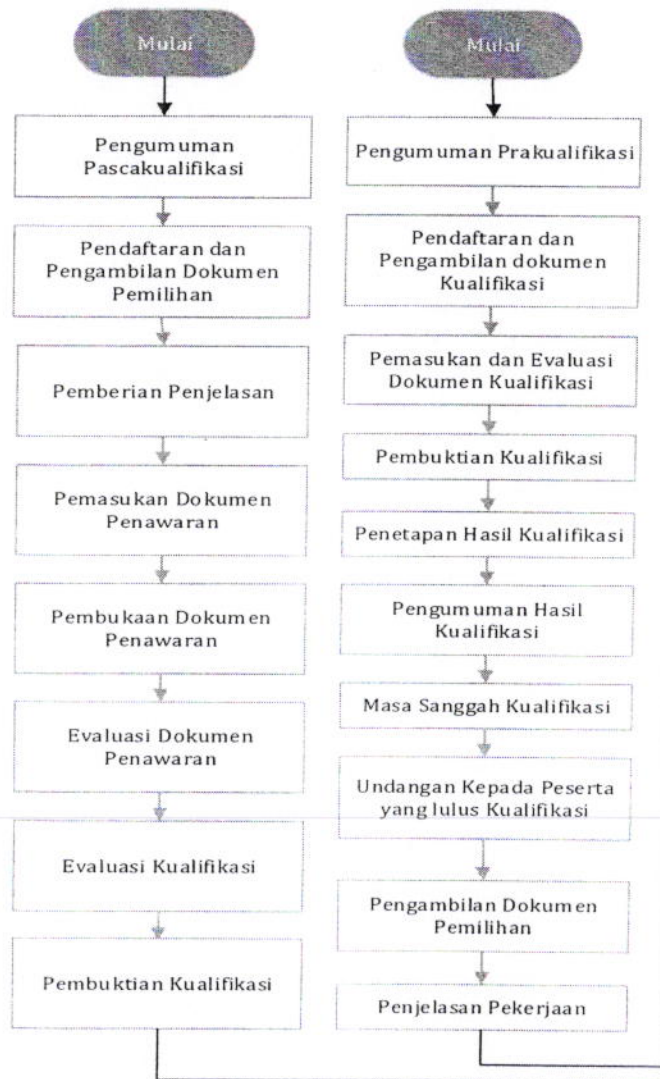 Mulai
Pengumuman
Pascakualifikasi
Pendaftaran dan
Pengambilan Dokumen
Pemilihan
Pemberian Penjelasan
Pemasukan Dokumen
Penawaran
Pembukaan Dokumen
Penawaran
Evaluasi Dokumen
Penawaran
Evaluasi Kualifikasi
Pembuktian Kualifikasi
Mulai
Pengumuman Prakualifikasi
Pendaftaran dan
Pengambilan dokumen
Kualifikasi
Pemasukan dan Evaluasi
Dokumen Kualifikasi
Pembuktian Kualifikasi
Penetapan Hasil Kualifikasi
Pengumuman Hasil
Kualifikasi
Masa Sanggah Kualifikasi
Undangan Kepada Peserta
yang lulus Kualifikasi
Pengambilan Dokumen
Pemilihan
Penjelasan Pekerjaan